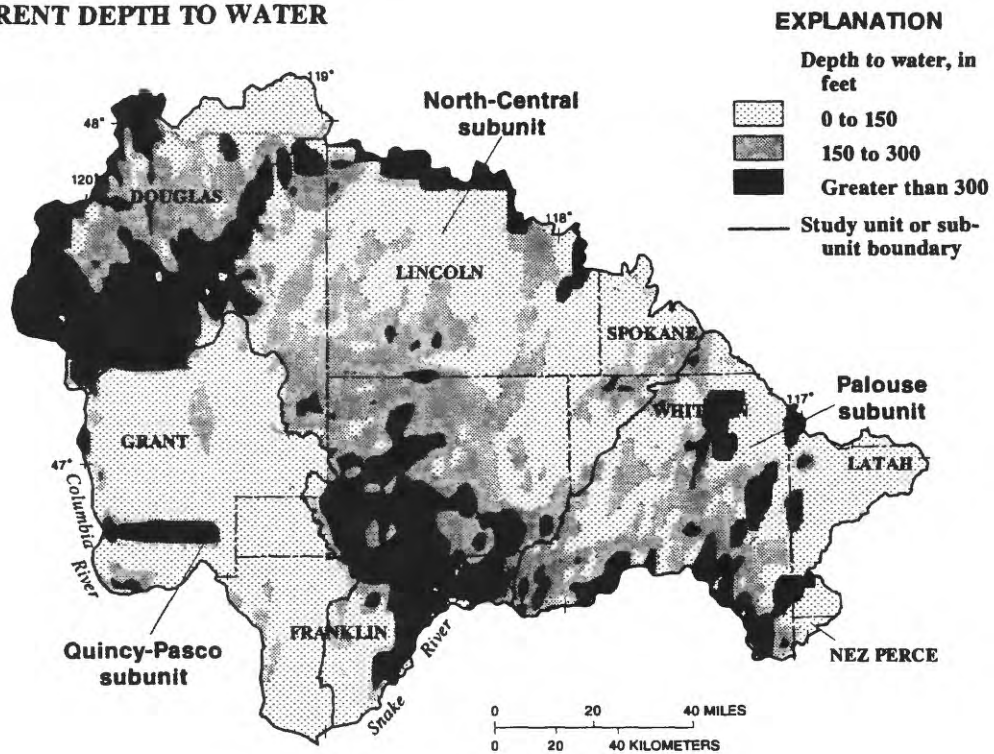 RENT DEPTH TO WATER
EXPLANATION
Depth to water, in
feet
0 to 150
150 to 300
Greater than 300
Study unit or sub-
unit boundary
119°
North-Central
subunit
48°
120
DOUGLAS
118°
LINCOLN
SPOKANE
Palouse
subunit
117°
GRANT
LATAH
47°
Columbia
River
FRANKLIN
Quincy-Pasco
subunit
River
Snake
NEZ PERCE
0 20 40 MILES
0 20 40 KILOMETERS